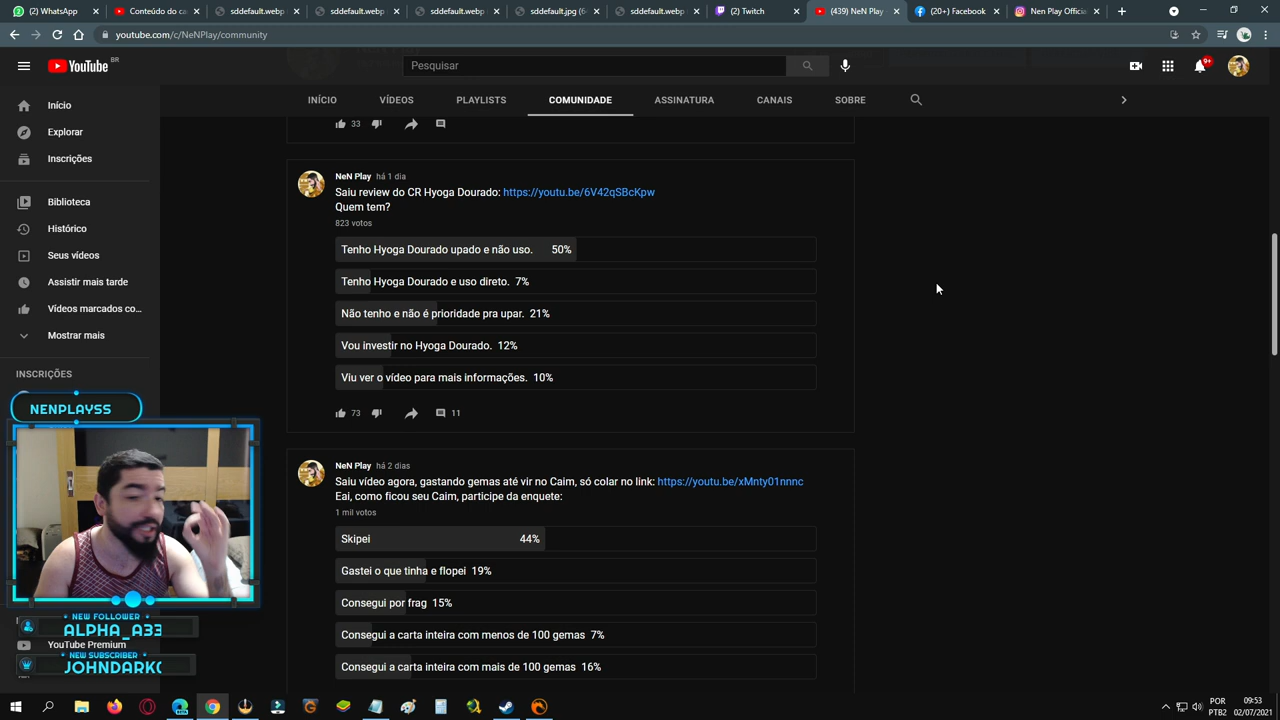 WhatsApp
Conteúdo do ca
sddefault.webp
sddefault.webp
sddefault.webp
sddefault.jpg (6
sddefault.webp
(2) Twitch
(439) NeN Play
(20+) Facebook
Nen Play Officia
youtube.com/c/NeNPlay/community
YouTube BR
Pesquisar
9+
INÍCIO VÍDEOS PLAYLISTS COMUNIDADE ASSINATURA CANAIS SOBRE
Início
Explorar
Inscrições
Biblioteca
Histórico
Seus vídeos
Assistir mais tarde
Vídeos marcados co...
Mostrar mais
INSCRIÇÕES
33
NeN Play há 1 dia
Saiu review do CR Hyoga Dourado: https://youtu.be/6V42qSBcKpw
Quem tem?
823 votos
Tenho Hyoga Dourado upado e não uso. 50%
Tenho Hyoga Dourado e uso direto. 7%
Não tenho e não é prioridade pra upar. 21%
Vou investir no Hyoga Dourado. 12%
Viu ver o vídeo para mais informações. 10%
73 11
NeN Play há 2 dias
Saiu vídeo agora, gastando gemas até vir no Caim, só colar no link: https://youtu.be/xMnty01nnnc
Eai, como ficou seu Caim, participe da enquete:
1 mil votos
Skipei 44%
Gastei o que tinha e flopei 19%
Consegui por frag 15%
Consegui a carta inteira com menos de 100 gemas 7%
Consegui a carta inteira com mais de 100 gemas 16%
NENPLAYSS
NEW FOLLOWER
ALPHA_A33
YouTube Premium
NEW SUBSCRIBER
JOHNDARKO
POR
PTB2
09:53
02/07/2021